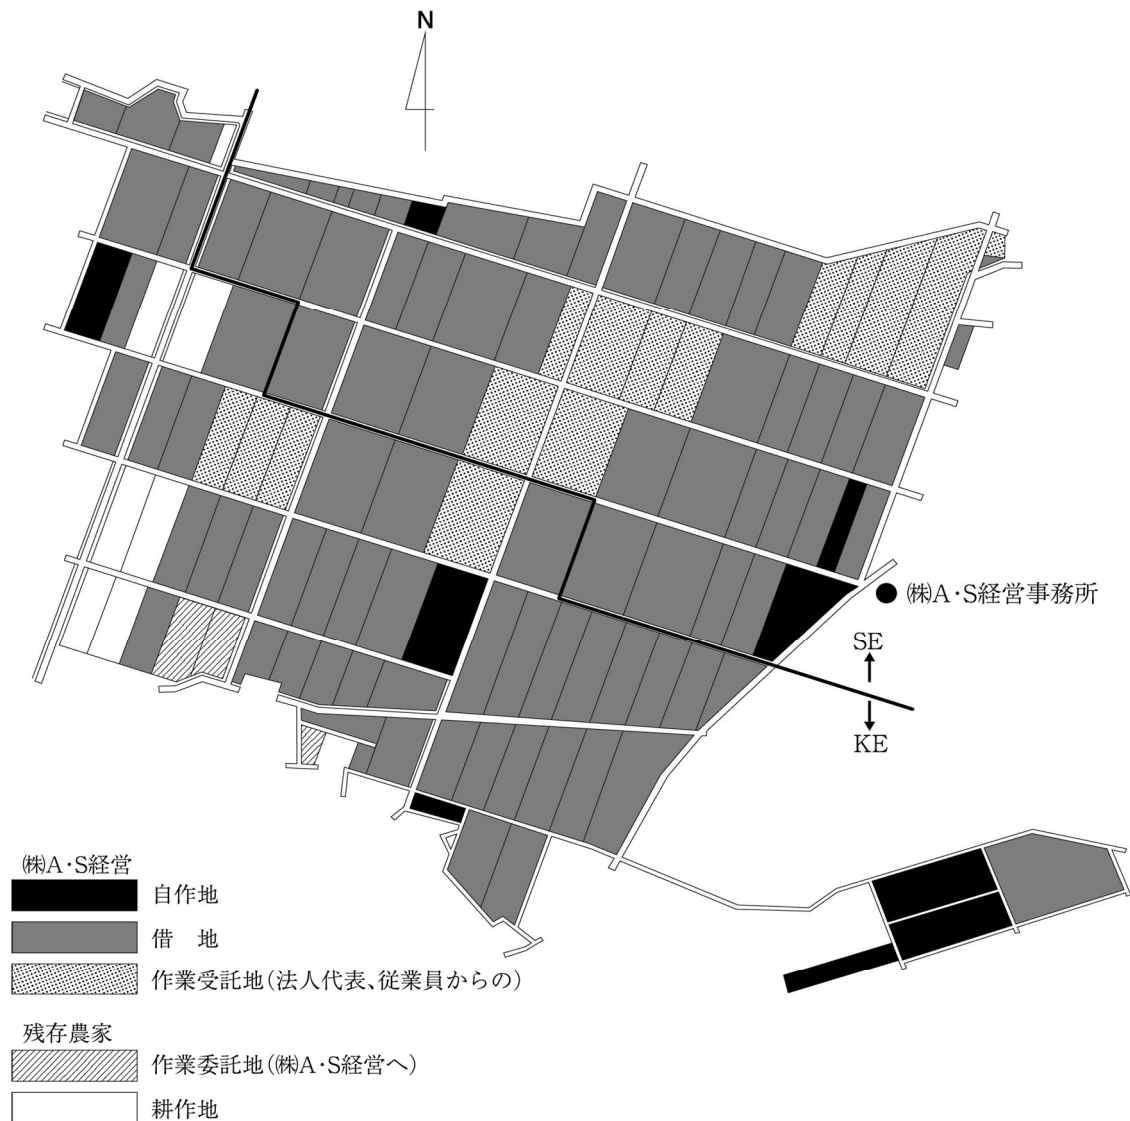 N
㈱A・S経営事務所
SE
KE
㈱A・S経営
自作地
借　地
作業受託地(法人代表、従業員からの)
残存農家
作業委託地(㈱A・S経営へ)
耕作地